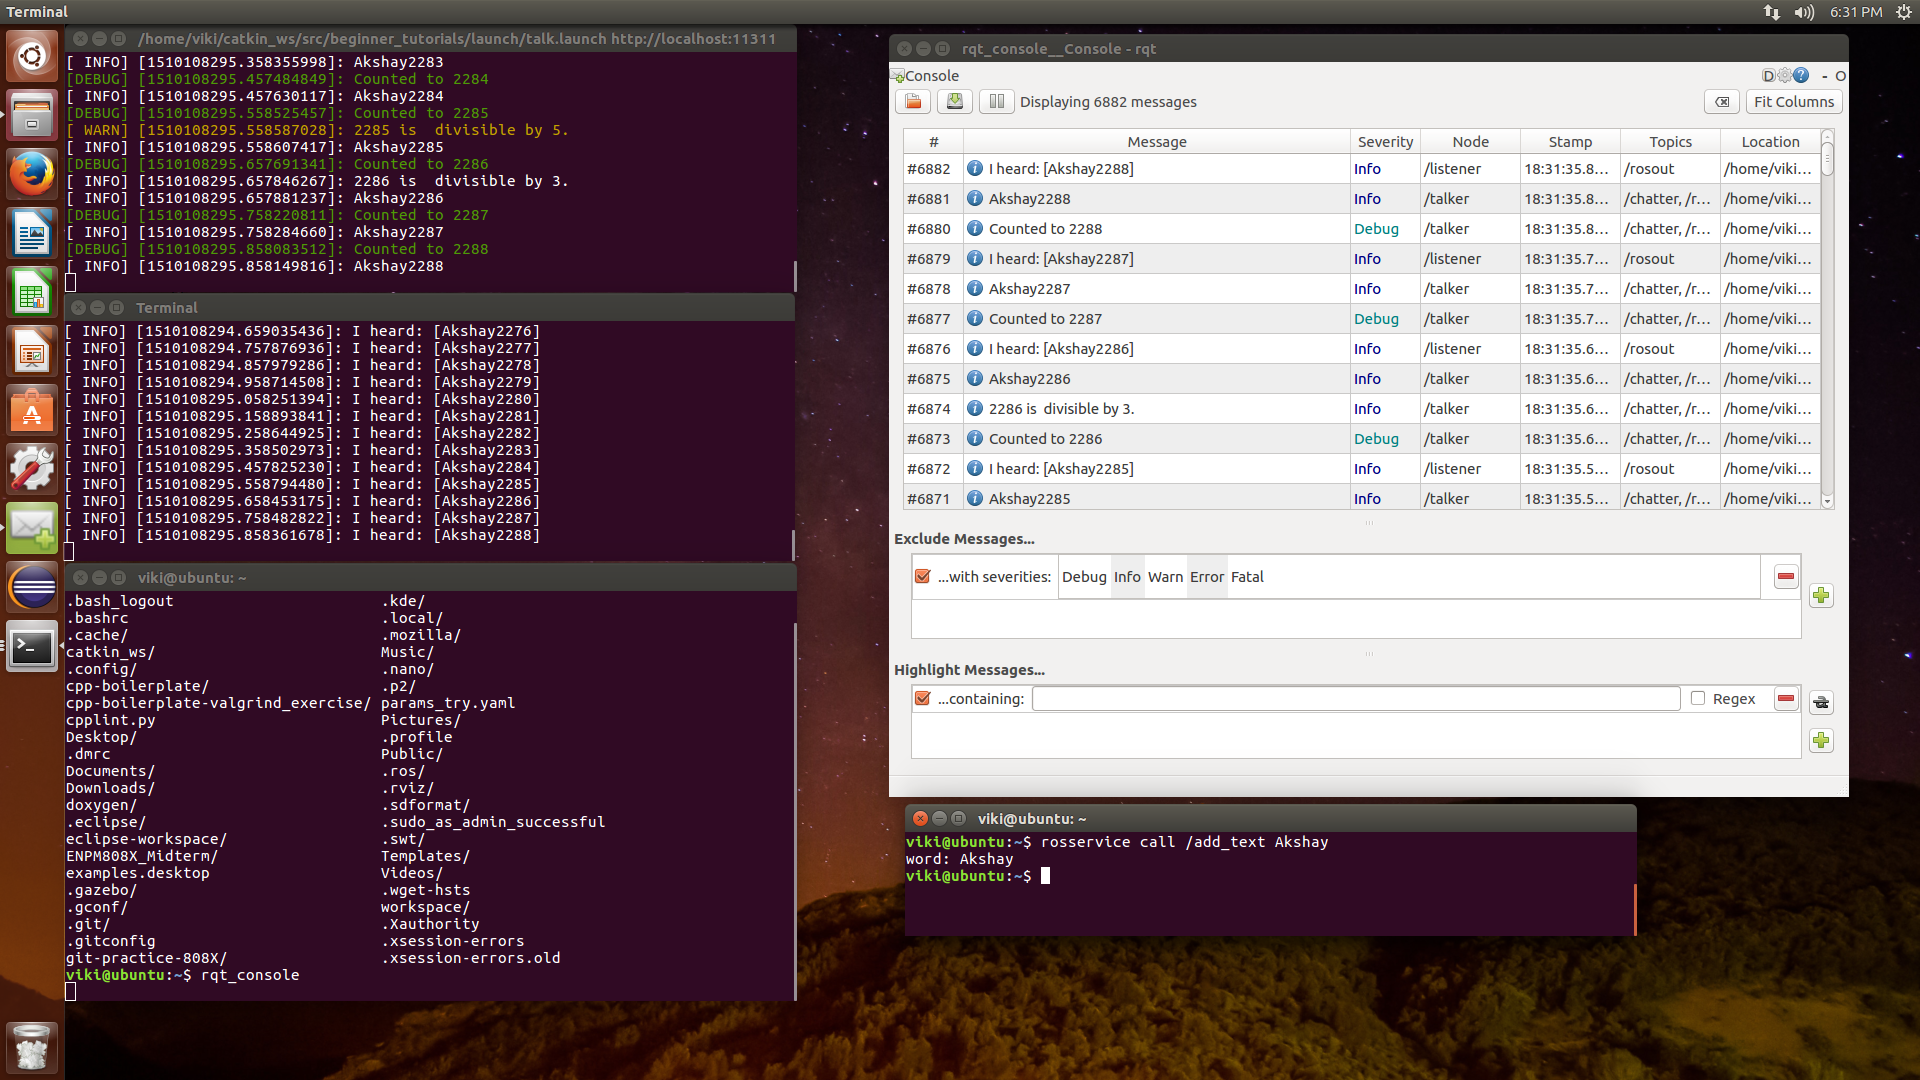 Terminal
6:31 PM
/home/viki/catkin_ws/src/beginner_tutorials/launch/talk.launch http://localhost:11311
[ INFO] [1510108295.358355998]: Akshay2283
[DEBUG] [1510108295.457484849]: Counted to 2284
[ INFO] [1510108295.457630117]: Akshay2284
[DEBUG] [1510108295.558525457]: Counted to 2285
[ WARN] [1510108295.558587028]: 2285 is  divisible by 5.
[ INFO] [1510108295.558607417]: Akshay2285
[DEBUG] [1510108295.657691341]: Counted to 2286
[ INFO] [1510108295.657846267]: 2286 is  divisible by 3.
[ INFO] [1510108295.657881237]: Akshay2286
[DEBUG] [1510108295.758220811]: Counted to 2287
[ INFO] [1510108295.758284660]: Akshay2287
[DEBUG] [1510108295.858083512]: Counted to 2288
[ INFO] [1510108295.858149816]: Akshay2288
Terminal
[ INFO] [1510108294.659035436]: I heard: [Akshay2276]
[ INFO] [1510108294.757876936]: I heard: [Akshay2277]
[ INFO] [1510108294.857979286]: I heard: [Akshay2278]
[ INFO] [1510108294.958714508]: I heard: [Akshay2279]
[ INFO] [1510108295.058251394]: I heard: [Akshay2280]
[ INFO] [1510108295.158893841]: I heard: [Akshay2281]
[ INFO] [1510108295.258644925]: I heard: [Akshay2282]
[ INFO] [1510108295.358502973]: I heard: [Akshay2283]
[ INFO] [1510108295.457825230]: I heard: [Akshay2284]
[ INFO] [1510108295.558794480]: I heard: [Akshay2285]
[ INFO] [1510108295.658453175]: I heard: [Akshay2286]
[ INFO] [1510108295.758482822]: I heard: [Akshay2287]
[ INFO] [1510108295.858361678]: I heard: [Akshay2288]
viki@ubuntu: ~
.bash_logout .kde/
.bashrc .local/
.cache/ .mozilla/
catkin_ws/ Music/
.config/ .nano/
cpp-boilerplate/ .p2/
cpp-boilerplate-valgrind_exercise/ params_try.yaml
cpplint.py Pictures/
Desktop/ .profile
.dmrc Public/
Documents/ .ros/
Downloads/ .rviz/
doxygen/ .sdformat/
.eclipse/ .sudo_as_admin_successful
eclipse-workspace/ .swt/
ENPM808X_Midterm/ Templates/
examples.desktop Videos/
.gazebo/ .wget-hsts
.gconf/ workspace/
.git/ .Xauthority
.gitconfig .xsession-errors
git-practice-808X/ .xsession-errors.old
viki@ubuntu:~$ rqt_console
rqt_console__Console - rqt
Console D ? - O
Displaying 6882 messages Fit Columns
# Message Severity Node Stamp Topics Location
#6882 I heard: [Akshay2288] Info /listener 18:31:35.8... /rosout /home/viki...
#6881 Akshay2288 Info /talker 18:31:35.8... /chatter, /r... /home/viki...
#6880 Counted to 2288 Debug /talker 18:31:35.8... /chatter, /r... /home/viki...
#6879 I heard: [Akshay2287] Info /listener 18:31:35.7... /rosout /home/viki...
#6878 Akshay2287 Info /talker 18:31:35.7... /chatter, /r... /home/viki...
#6877 Counted to 2287 Debug /talker 18:31:35.7... /chatter, /r... /home/viki...
#6876 I heard: [Akshay2286] Info /listener 18:31:35.6... /rosout /home/viki...
#6875 Akshay2286 Info /talker 18:31:35.6... /chatter, /r... /home/viki...
#6874 2286 is  divisible by 3. Info /talker 18:31:35.6... /chatter, /r... /home/viki...
#6873 Counted to 2286 Debug /talker 18:31:35.6... /chatter, /r... /home/viki...
#6872 I heard: [Akshay2285] Info /listener 18:31:35.5... /rosout /home/viki...
#6871 Akshay2285 Info /talker 18:31:35.5... /chatter, /r... /home/viki...
Exclude Messages...
...with severities: Debug Info Warn Error Fatal
Highlight Messages...
...containing: Regex
viki@ubuntu: ~
viki@ubuntu:~$ rosservice call /add_text Akshay
word: Akshay
viki@ubuntu:~$